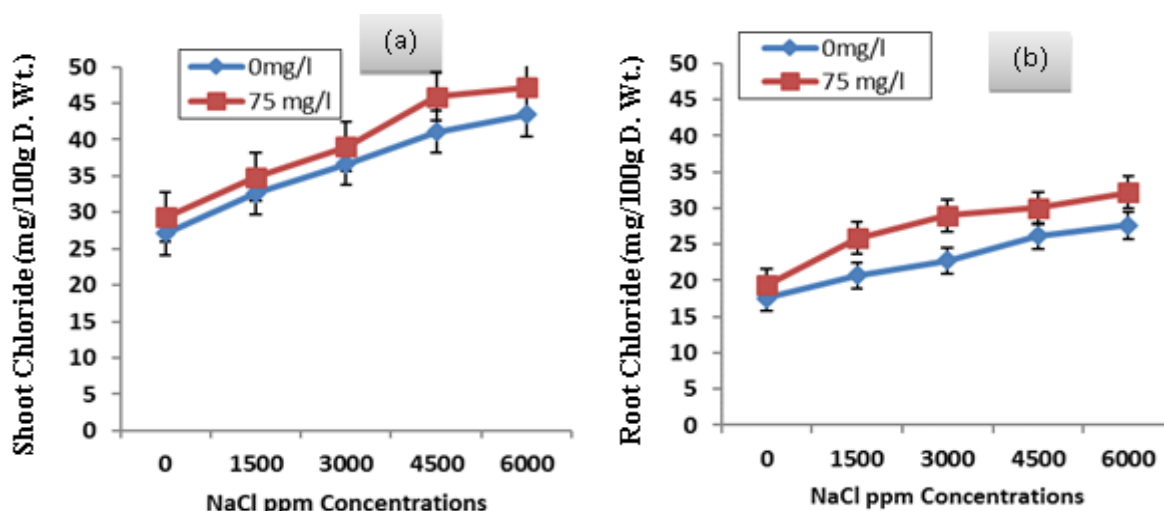 (a)
Shoot Chloride(mg/100g D. Wt.)
0mg/l
75 mg/l
50
45
40
35
30
25
20
15
10
5
0
0 1500 3000 4500 6000
NaCl ppm Concentrations
(b)
Root Chloride(mg/100g D. Wt.)
0mg/l
75 mg/l
50
45
40
35
30
25
20
15
10
5
0
0 1500 3000 4500 6000
NaCl ppm Concentrations